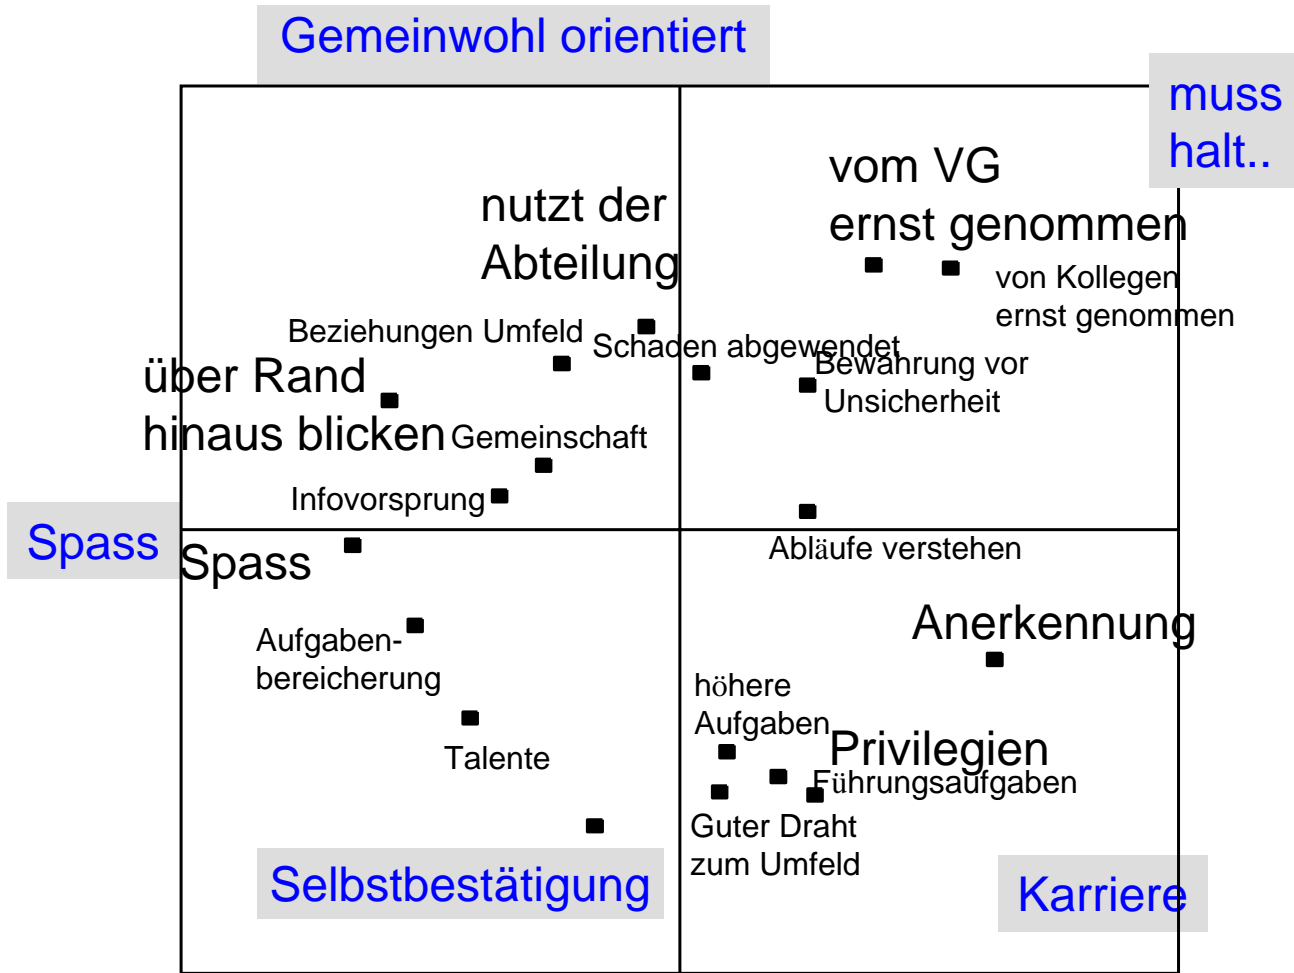 Gemeinwohl orientiert
muss
halt..
vom VG
ernst genommen
nutzt der
Abteilung
von Kollegen
ernst genommen
Beziehungen Umfeld
Schaden abgewendet
Bewahrung vor
Unsicherheit
über Rand
hinaus blicken
Gemeinschaft
Infovorsprung
Spass
Spass
Abläufe verstehen
Anerkennung
Aufgaben-
bereicherung
höhere
Aufgaben
Talente
Privilegien
Führungsaufgaben
Guter Draht
zum Umfeld
Selbstbestätigung
Karriere